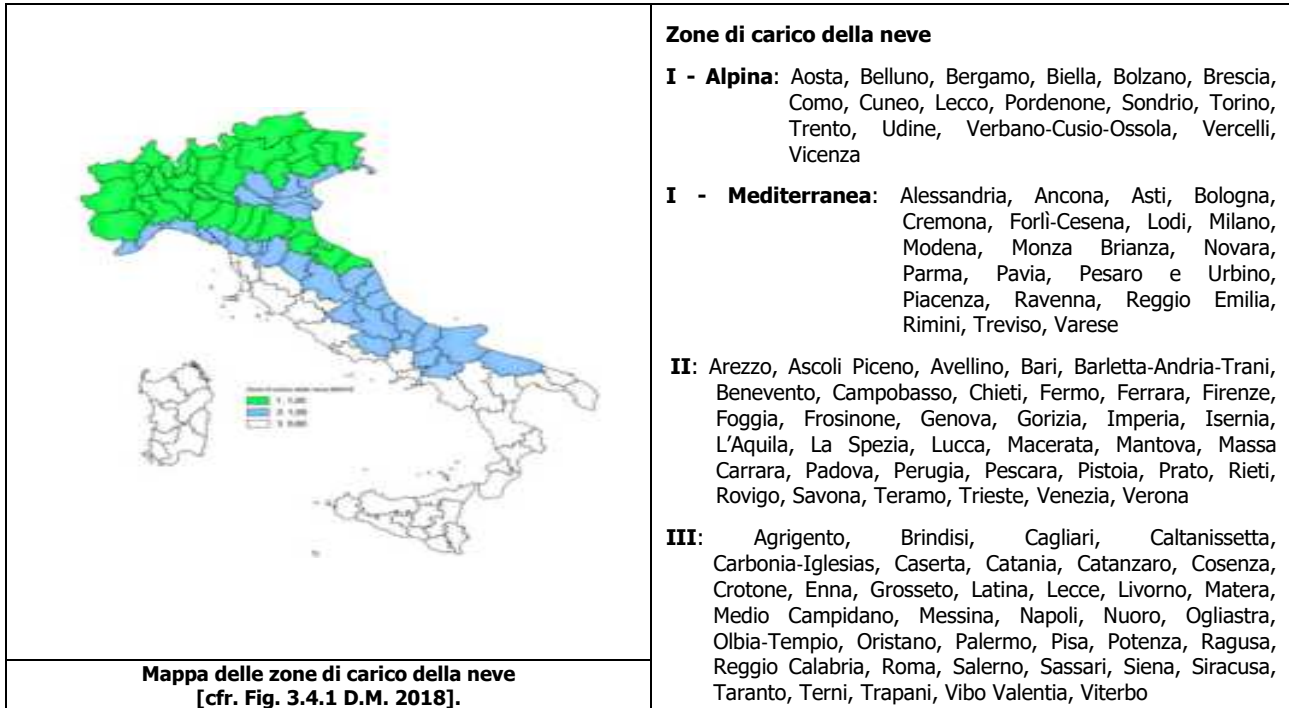 Zone di carico della neve
I - Alpina: Aosta, Belluno, Bergamo, Biella, Bolzano, Brescia,
Como, Cuneo, Lecco, Pordenone, Sondrio, Torino,
Trento, Udine, Verbano-Cusio-Ossola, Vercelli,
Vicenza
I - Mediterranea: Alessandria, Ancona, Asti, Bologna,
Cremona, Forlì-Cesena, Lodi, Milano,
Modena, Monza Brianza, Novara,
Parma, Pavia, Pesaro e Urbino,
Piacenza, Ravenna, Reggio Emilia,
Rimini, Treviso, Varese
II: Arezzo, Ascoli Piceno, Avellino, Bari, Barletta-Andria-Trani,
Benevento, Campobasso, Chieti, Fermo, Ferrara, Firenze,
Foggia, Frosinone, Genova, Gorizia, Imperia, Isernia,
L'Aquila, La Spezia, Lucca, Macerata, Mantova, Massa
Carrara, Padova, Perugia, Pescara, Pistoia, Prato, Rieti,
Rovigo, Savona, Teramo, Trieste, Venezia, Verona
III: Agrigento, Brindisi, Cagliari, Caltanissetta,
Carbonia-Iglesias, Caserta, Catania, Catanzaro, Cosenza,
Crotone, Enna, Grosseto, Latina, Lecce, Livorno, Matera,
Medio Campidano, Messina, Napoli, Nuoro, Ogliastra,
Olbia-Tempio, Oristano, Palermo, Pisa, Potenza, Ragusa,
Reggio Calabria, Roma, Salerno, Sassari, Siena, Siracusa,
Taranto, Terni, Trapani, Vibo Valentia, Viterbo
Mappa delle zone di carico della neve
[cfr. Fig. 3.4.1 D.M. 2018].